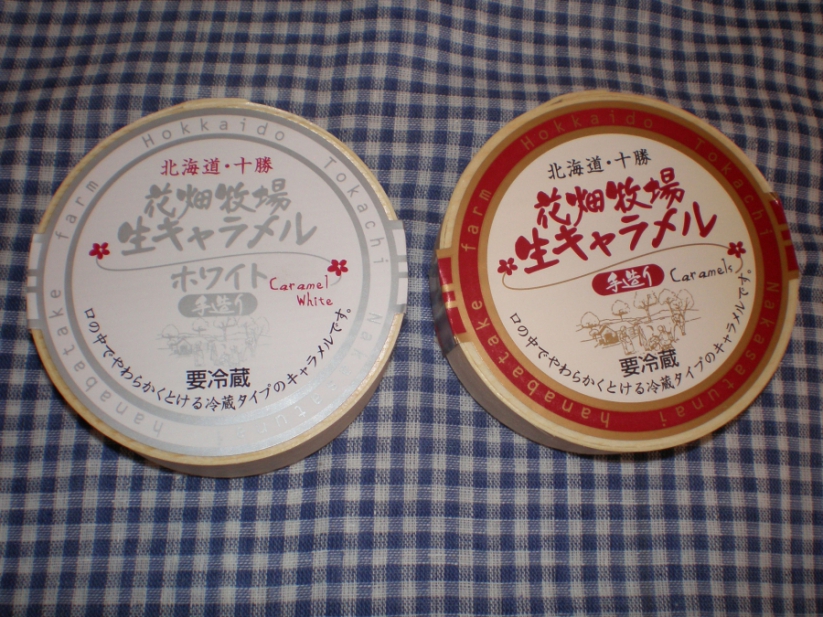 Hokkaido Tokachi Nakasatsunai
hanabatake farm
北海道・十勝
花畑牧場
生キャラメル
ホワイト
Caramel
White
手造り
要冷蔵
口の中でやわらかくとける冷蔵タイプのキャラメルです。
Hokkaido Tokachi Nakasatunai
hanabatake farm
北海道・十勝
花畑牧場
生キャラメル
手造り
Caramels
要冷蔵
口の中でやわらかくとける冷蔵タイプのキャラメルです。